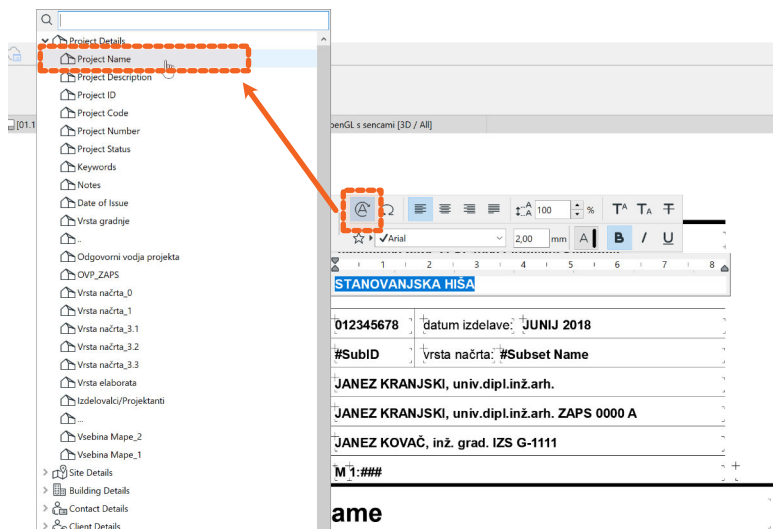 Project Details
Project Name
Project Description
Project ID
Project Code
Project Number
Project Status
Keywords
Notes
Date of Issue
Vrsta gradnje
..
Odgovorni vodja projekta
OVP_ZAPS
Vrsta načrta_0
Vrsta načrta_1
Vrsta načrta_3.1
Vrsta načrta_3.2
Vrsta načrta_3.3
Vrsta elaborata
Izdelovalci/Projektanti
...
Vsebina Mape_2
Vsebina Mape_1
Site Details
Building Details
Contact Details
Client Details
[01.1
penGL s sencami [3D / All]
100 %
Arial 2,00 mm A B I U
1 2 3 4 5 6 7 8
STANOVANJSKA HIŠA
012345678 datum izdelave: JUNIJ 2018
#SubID vrsta načrta: #Subset Name
JANEZ KRANJSKI, univ.dipl.inž.arh.
JANEZ KRANJSKI, univ.dipl.inž.arh. ZAPS 0000 A
JANEZ KOVAČ, inž. grad. IZS G-1111
M 1:###
ame